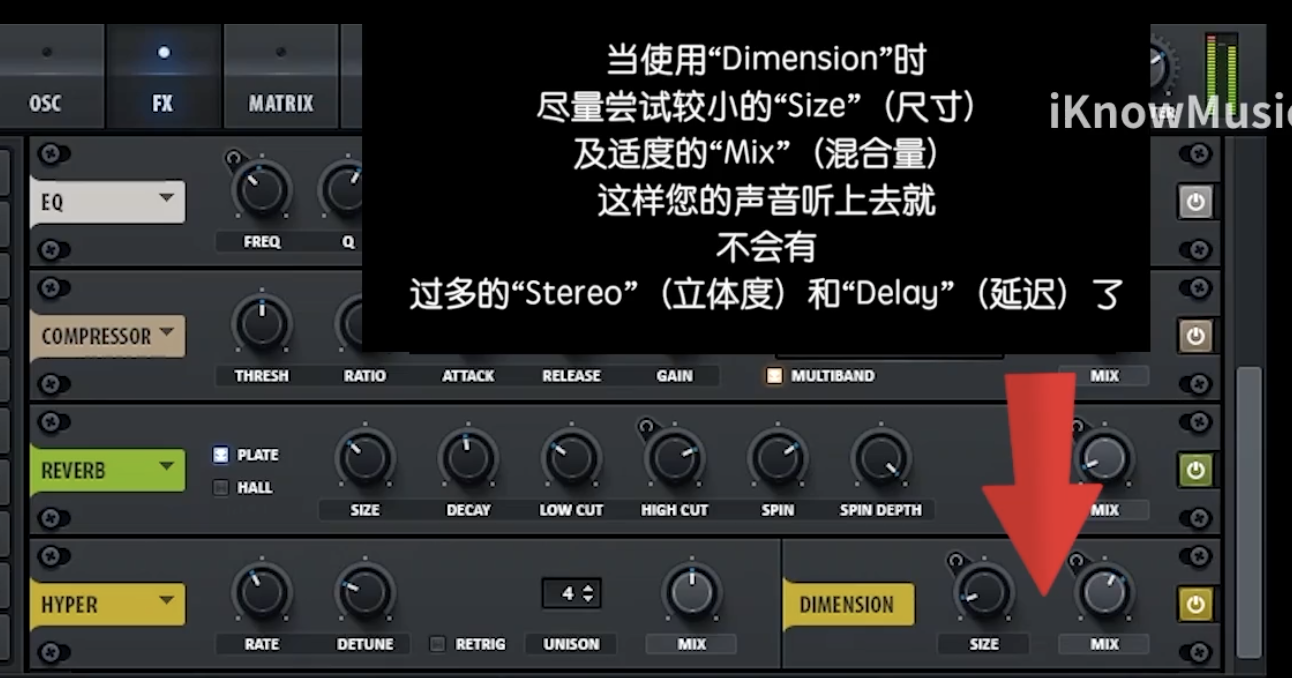 OSC
FX
MATRIX
当使用“Dimension”时
尽量尝试较小的“Size”（尺寸）
及适度的“Mix”（混合量）
这样您的声音听上去就
不会有
过多的“Stereo”（立体度）和“Delay”（延迟）了
iKnowMusic
EQ
FREQ
Q
COMPRESSOR
THRESH
RATIO
ATTACK
RELEASE
GAIN
MULTIBAND
MIX
REVERB
PLATE
HALL
SIZE
DECAY
LOW CUT
HIGH CUT
SPIN
SPIN DEPTH
MIX
HYPER
RATE
DETUNE
RETRIG
4
UNISON
MIX
DIMENSION
SIZE
MIX